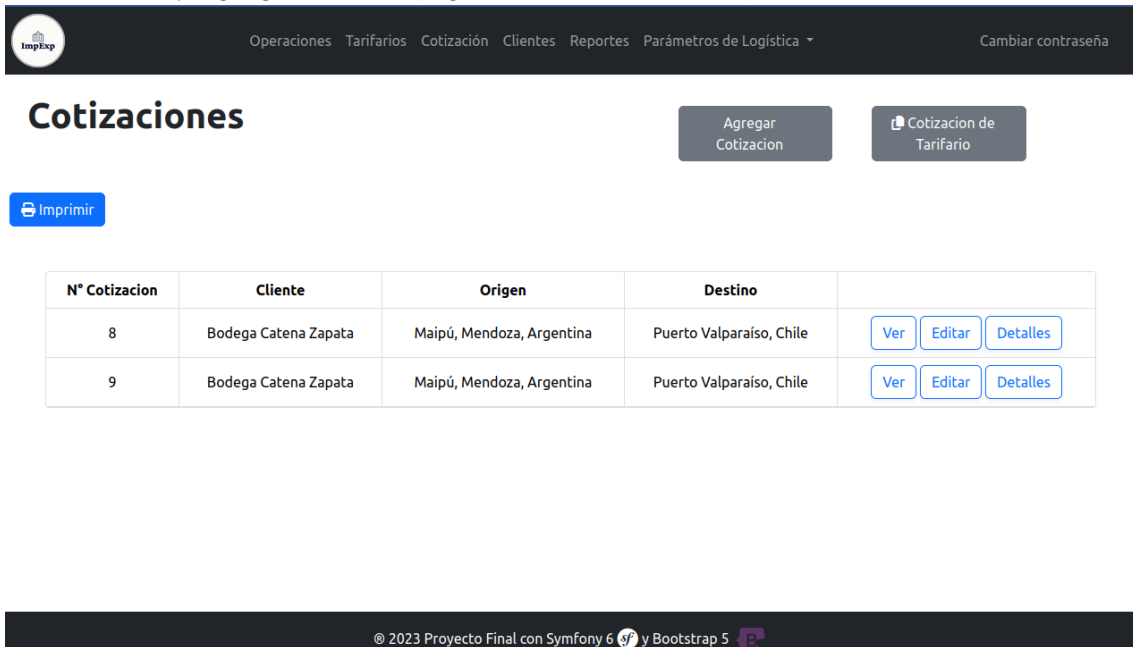 ImpExp
Operaciones Tarifarios Cotización Clientes Reportes Parámetros de Logística Cambiar contraseña
Cotizaciones
Agregar
Cotizacion
Cotizacion de
Tarifario
Imprimir
N° Cotizacion Cliente Origen Destino
8 Bodega Catena Zapata Maipú, Mendoza, Argentina Puerto Valparaíso, Chile Ver Editar Detalles
9 Bodega Catena Zapata Maipú, Mendoza, Argentina Puerto Valparaíso, Chile Ver Editar Detalles
® 2023 Proyecto Final con Symfony 6 sf y Bootstrap 5 B